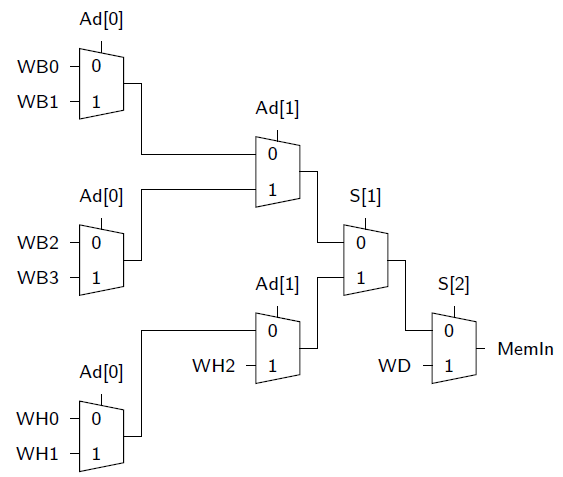 Ad[0]
WB0 0
WB1 1
Ad[1]
0
1
Ad[0]
S[1]
WB2 0
0
WB3 1
1
Ad[1]
S[2]
0
0
MemIn
WH2 1
WD 1
Ad[0]
WH0 0
WH1 1